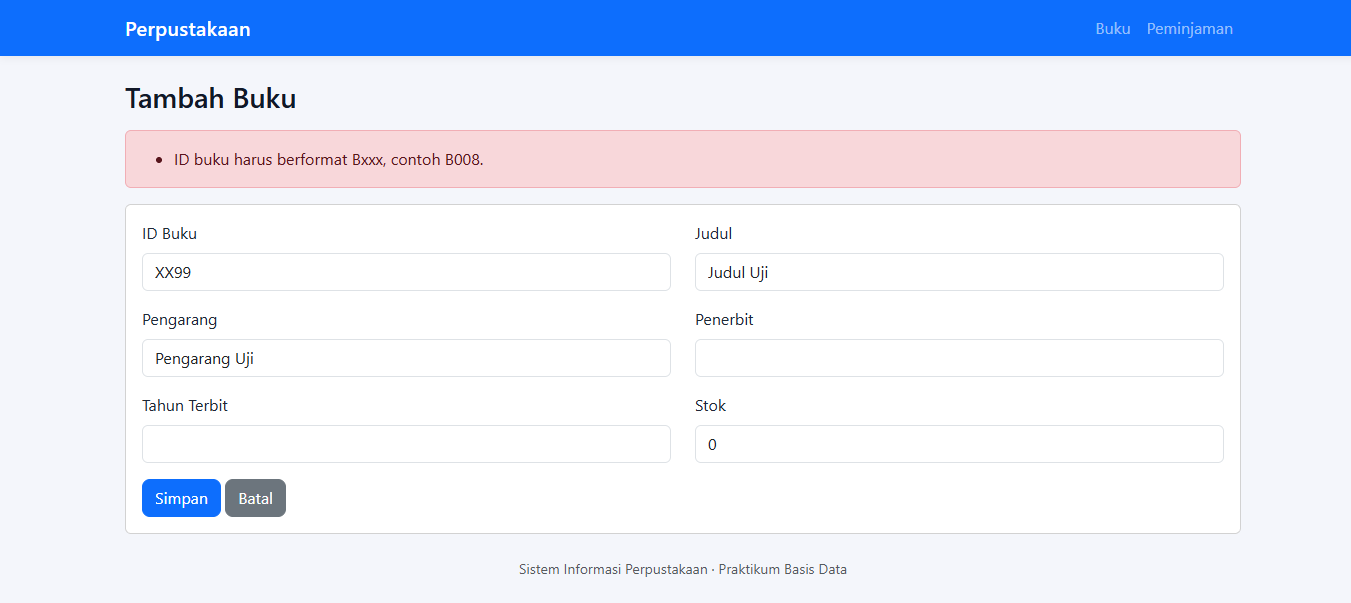 Perpustakaan
Buku Peminjaman
Tambah Buku
ID buku harus berformat Bxxx, contoh B008.
ID Buku
XX99
Judul
Judul Uji
Pengarang
Pengarang Uji
Penerbit
Tahun Terbit
Stok
0
Simpan Batal
Sistem Informasi Perpustakaan · Praktikum Basis Data